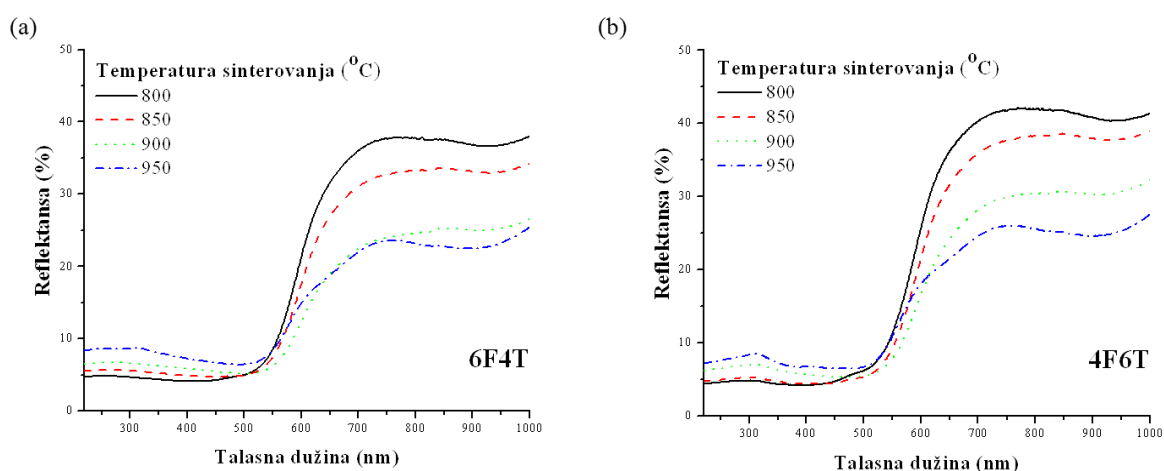 (a)
50
40
30
20
10
0
Reflektansa (%)
Temperatura sinterovanja (°C)
800
850
900
950
6F4T
300 400 500 600 700 800 900 1000
Talasna dužina (nm)
(b)
50
40
30
20
10
0
Reflektansa (%)
Temperatura sinterovanja (°C)
800
850
900
950
4F6T
300 400 500 600 700 800 900 1000
Talasna dužina (nm)